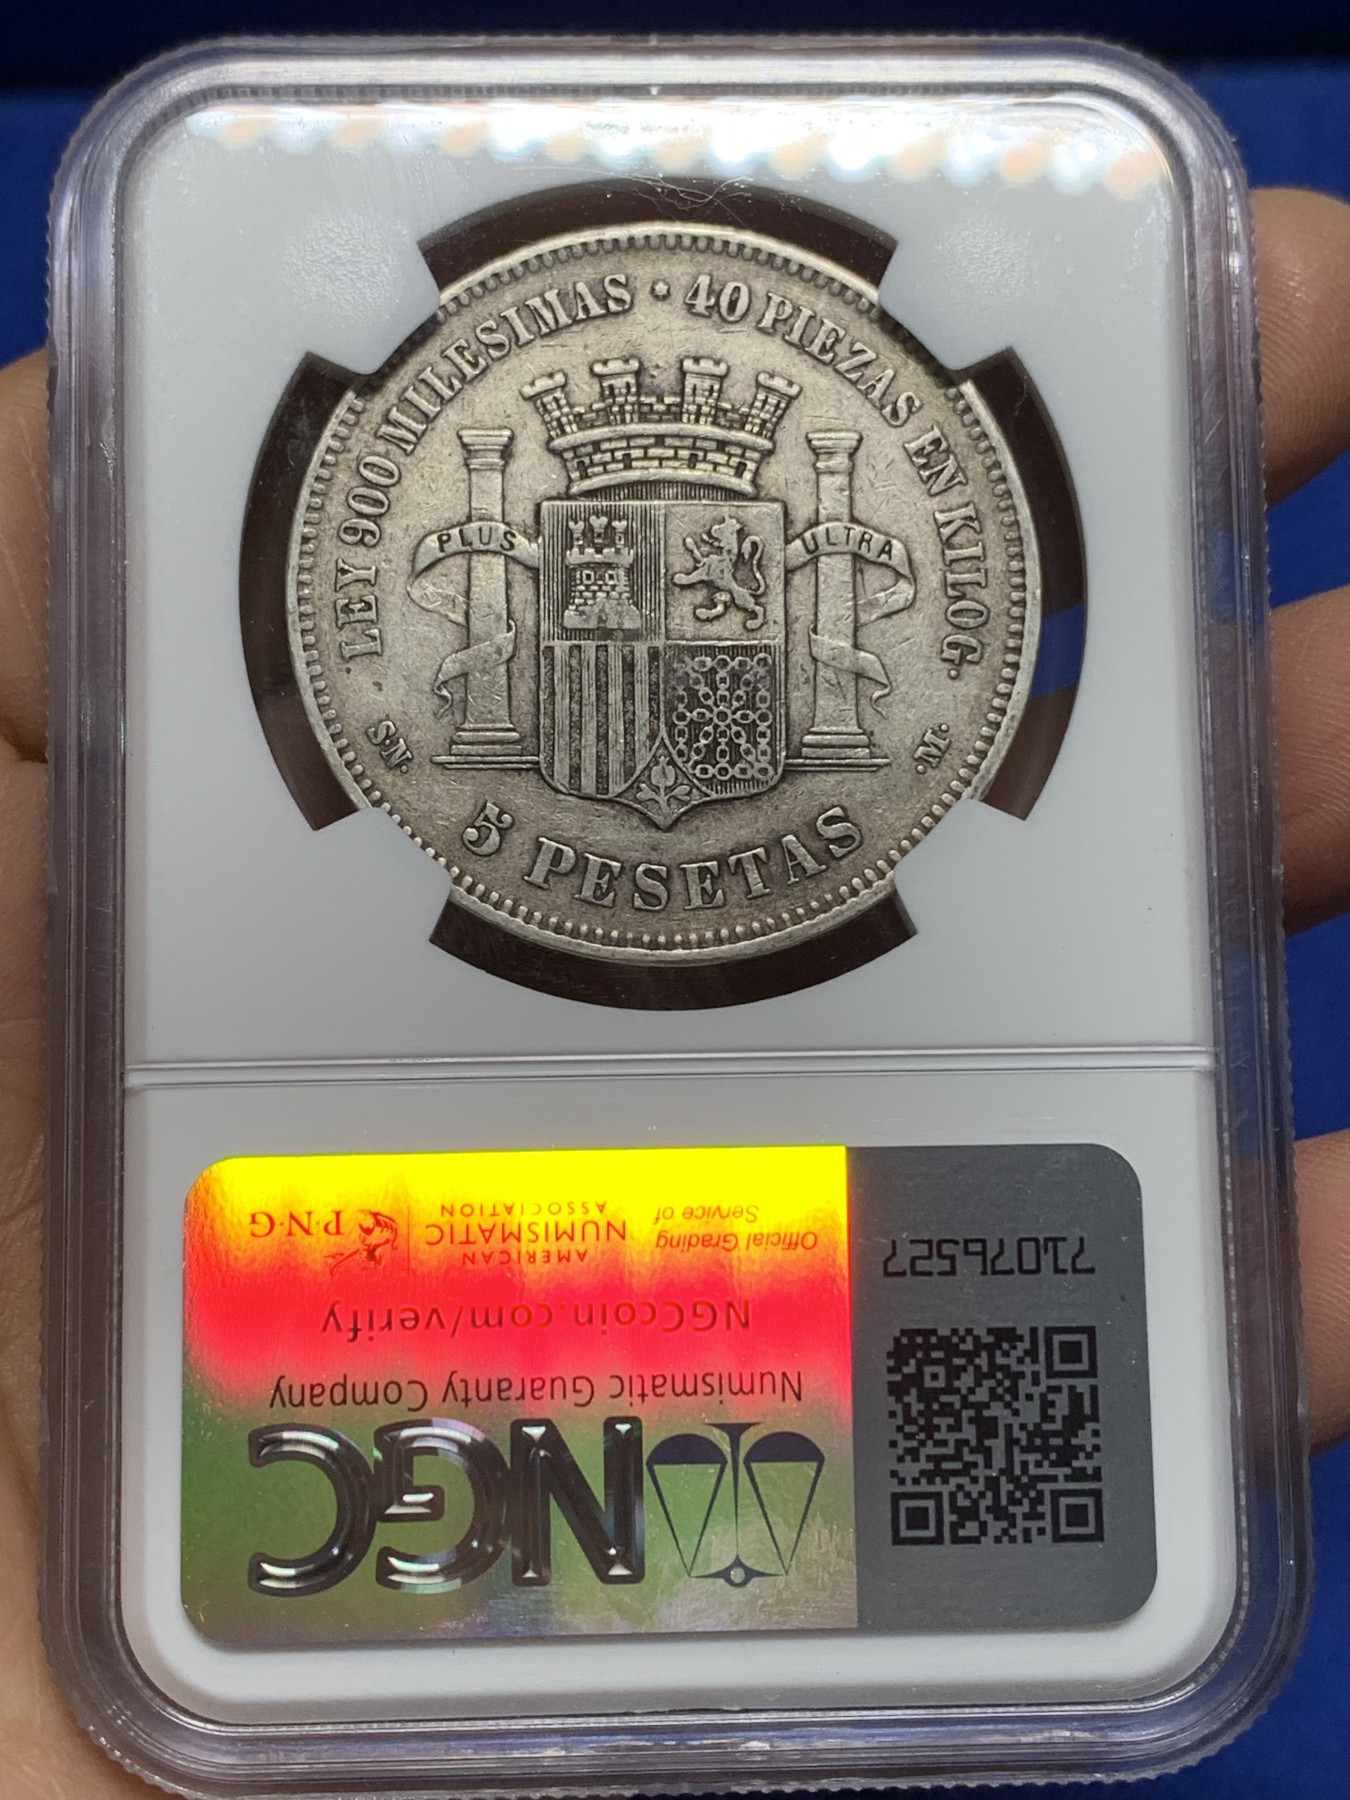 LEY 900 MILESIMAS * 40 PIEZAS EN KILOG.
PLUS ULTRA
S.N. .M.
5 PESETAS
NGC
Numismatic Guaranty Company
NGCcoin.com/verify
Official Grading
Service of
AMERICAN
NUMISMATIC
ASSOCIATION
P·N·G
71076527